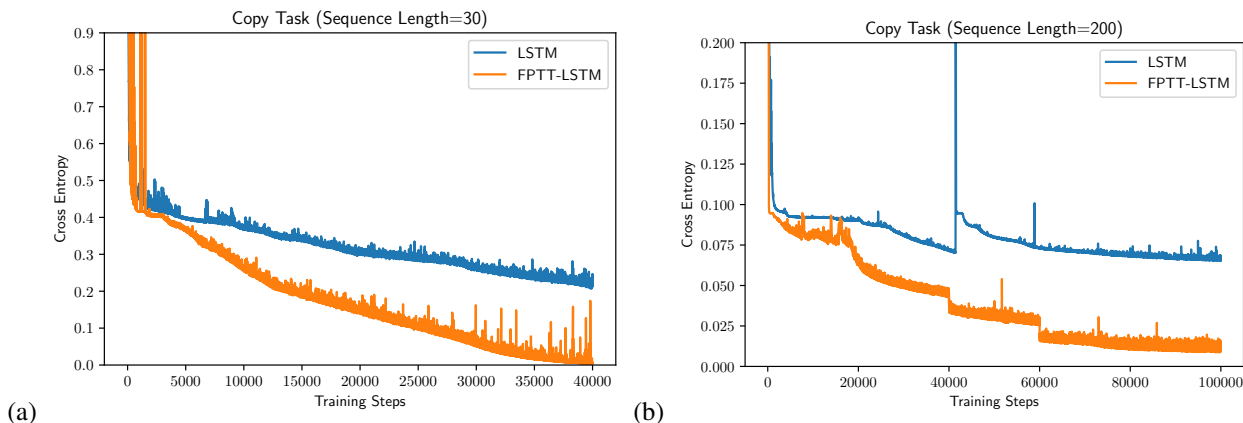 Copy Task (Sequence Length=30)
0.9
0.8
0.7
0.6
0.5
0.4
0.3
0.2
0.1
0.0
Cross Entropy
LSTM
FPTT-LSTM
0
5000
10000
15000
20000
25000
30000
35000
40000
Training Steps
(a)
Copy Task (Sequence Length=200)
0.200
0.175
0.150
0.125
0.100
0.075
0.050
0.025
0.000
Cross Entropy
LSTM
FPTT-LSTM
0
20000
40000
60000
80000
100000
Training Steps
(b)